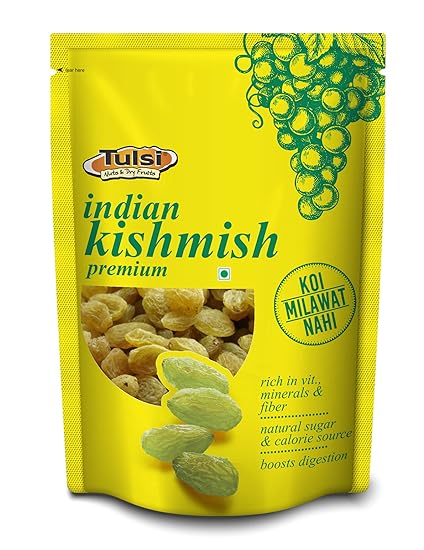 tear here
Tulsi
Nuts & Dry Fruits
indian
kishmish
premium
KOI
MILAWAT
NAHI
rich in vit.,
minerals &
fiber
natural sugar
& calorie source
boosts digestion